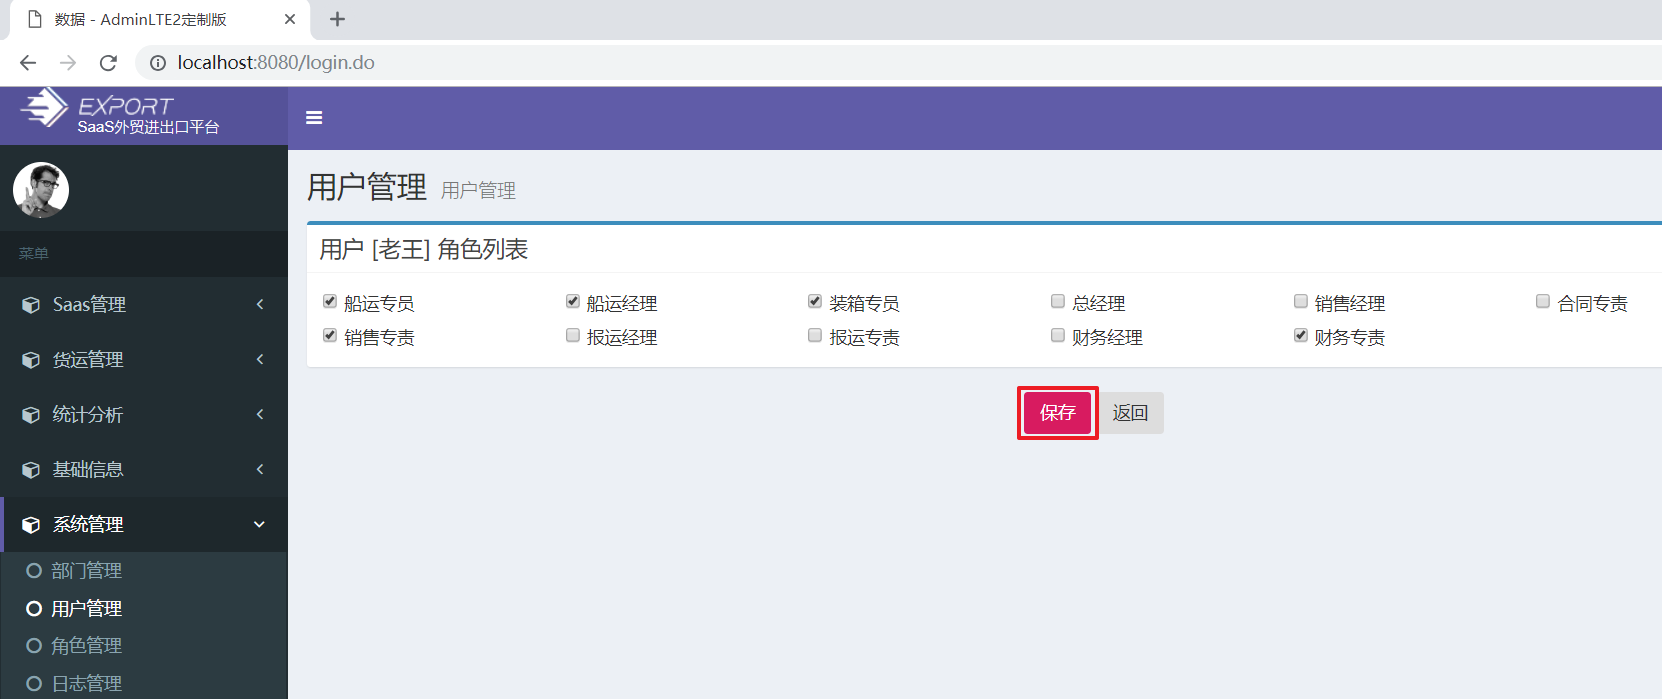 数据 - AdminLTE2定制版
localhost:8080/login.do
EXPORT
SaaS外贸进出口平台
菜单
Saas管理
货运管理
统计分析
基础信息
系统管理
部门管理
用户管理
角色管理
日志管理
用户管理 用户管理
用户 [老王] 角色列表
船运专员 船运经理 装箱专员 总经理 销售经理 合同专责
销售专责 报运经理 报运专责 财务经理 财务专责
保存 返回